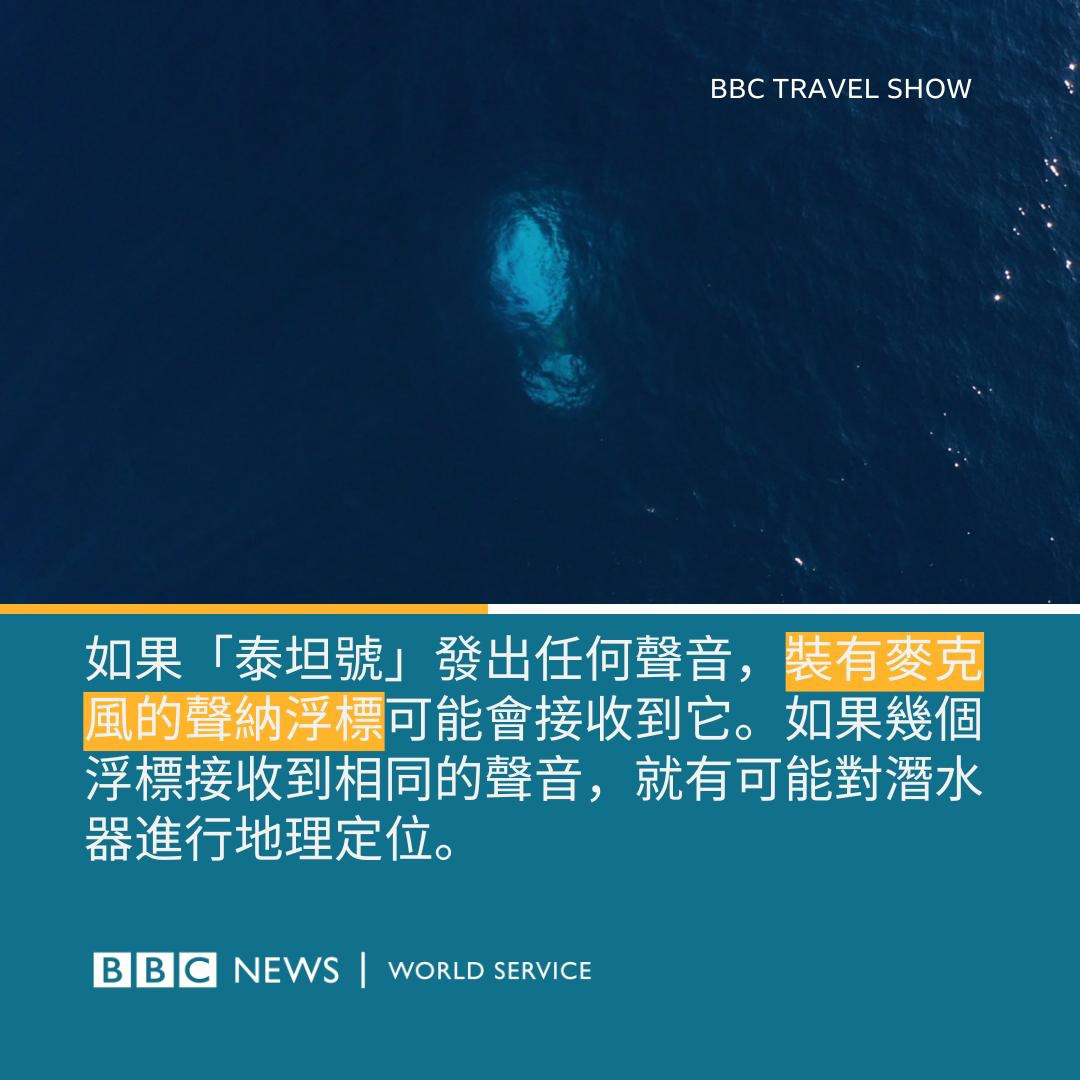 BBC TRAVEL SHOW
如果「泰坦號」發出任何聲音，裝有麥克
風的聲納浮標可能會接收到它。如果幾個
浮標接收到相同的聲音，就有可能對潛水
器進行地理定位。
BBC NEWS | WORLD SERVICE